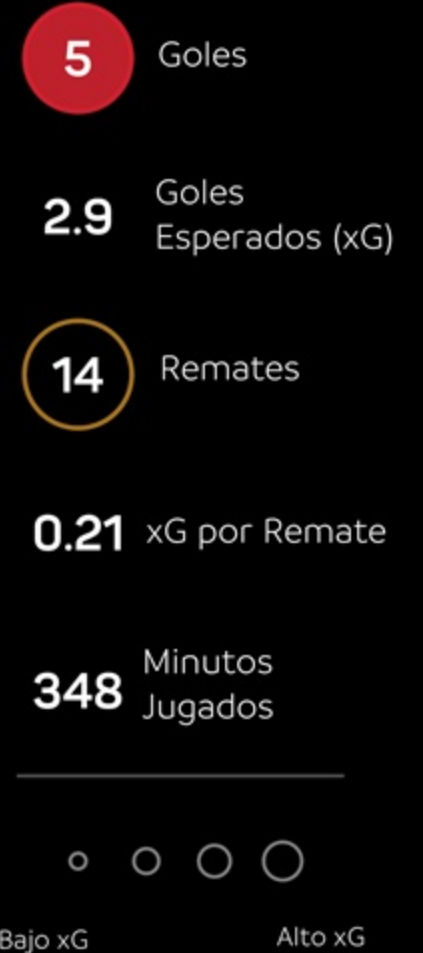 5 Goles
2.9 Goles
Esperados (xG)
14 Remates
0.21 xG por Remate
348 Minutos
Jugados
Bajo xG Alto xG